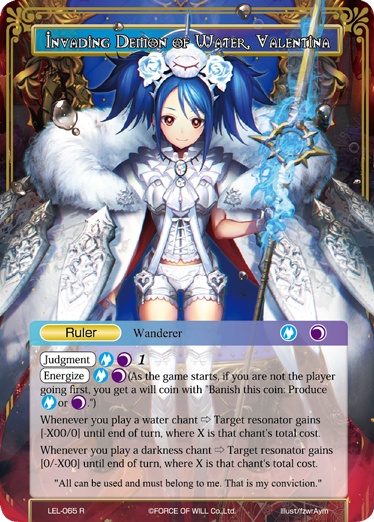 Invading Demon of Water, Valentina
Ruler Wanderer
Judgment 1
Energize (As the game starts, if you are not the player
going first, you get a will coin with "Banish this coin: Produce
or .")
Whenever you play a water chant ⇨ Target resonator gains
[-X00/0] until end of turn, where X is that chant's total cost.
Whenever you play a darkness chant ⇨ Target resonator gains
[0/-X00] until end of turn, where X is that chant's total cost.
"All can be used and must belong to me. That is my conviction."
LEL-065 R ©FORCE OF WILL Co.,Ltd. Illust/fzwrAym